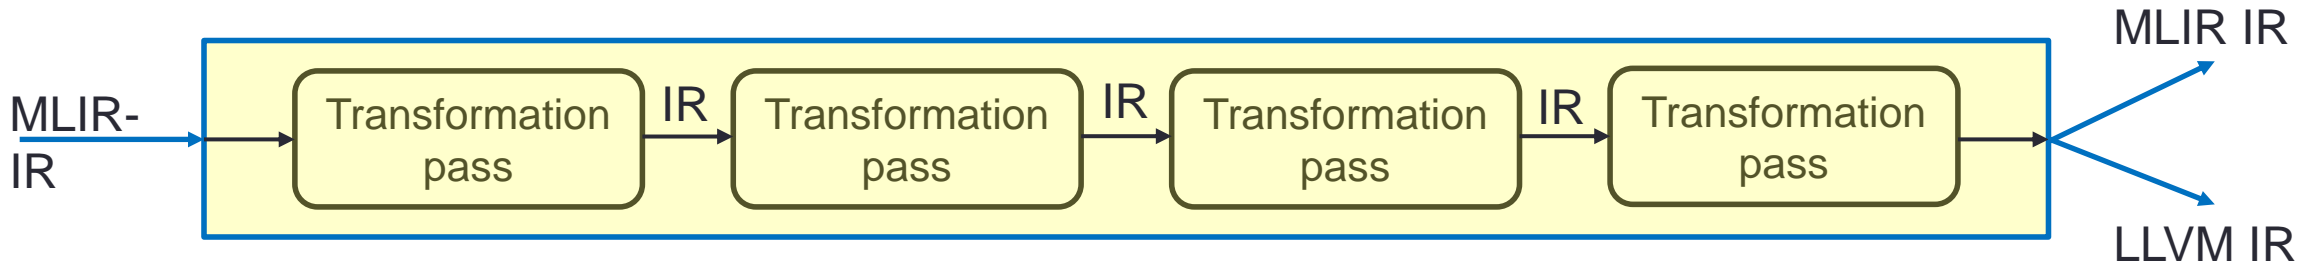 MLIR-
IR
Transformation
pass
IR
Transformation
pass
IR
Transformation
pass
IR
Transformation
pass
MLIR IR
LLVM IR